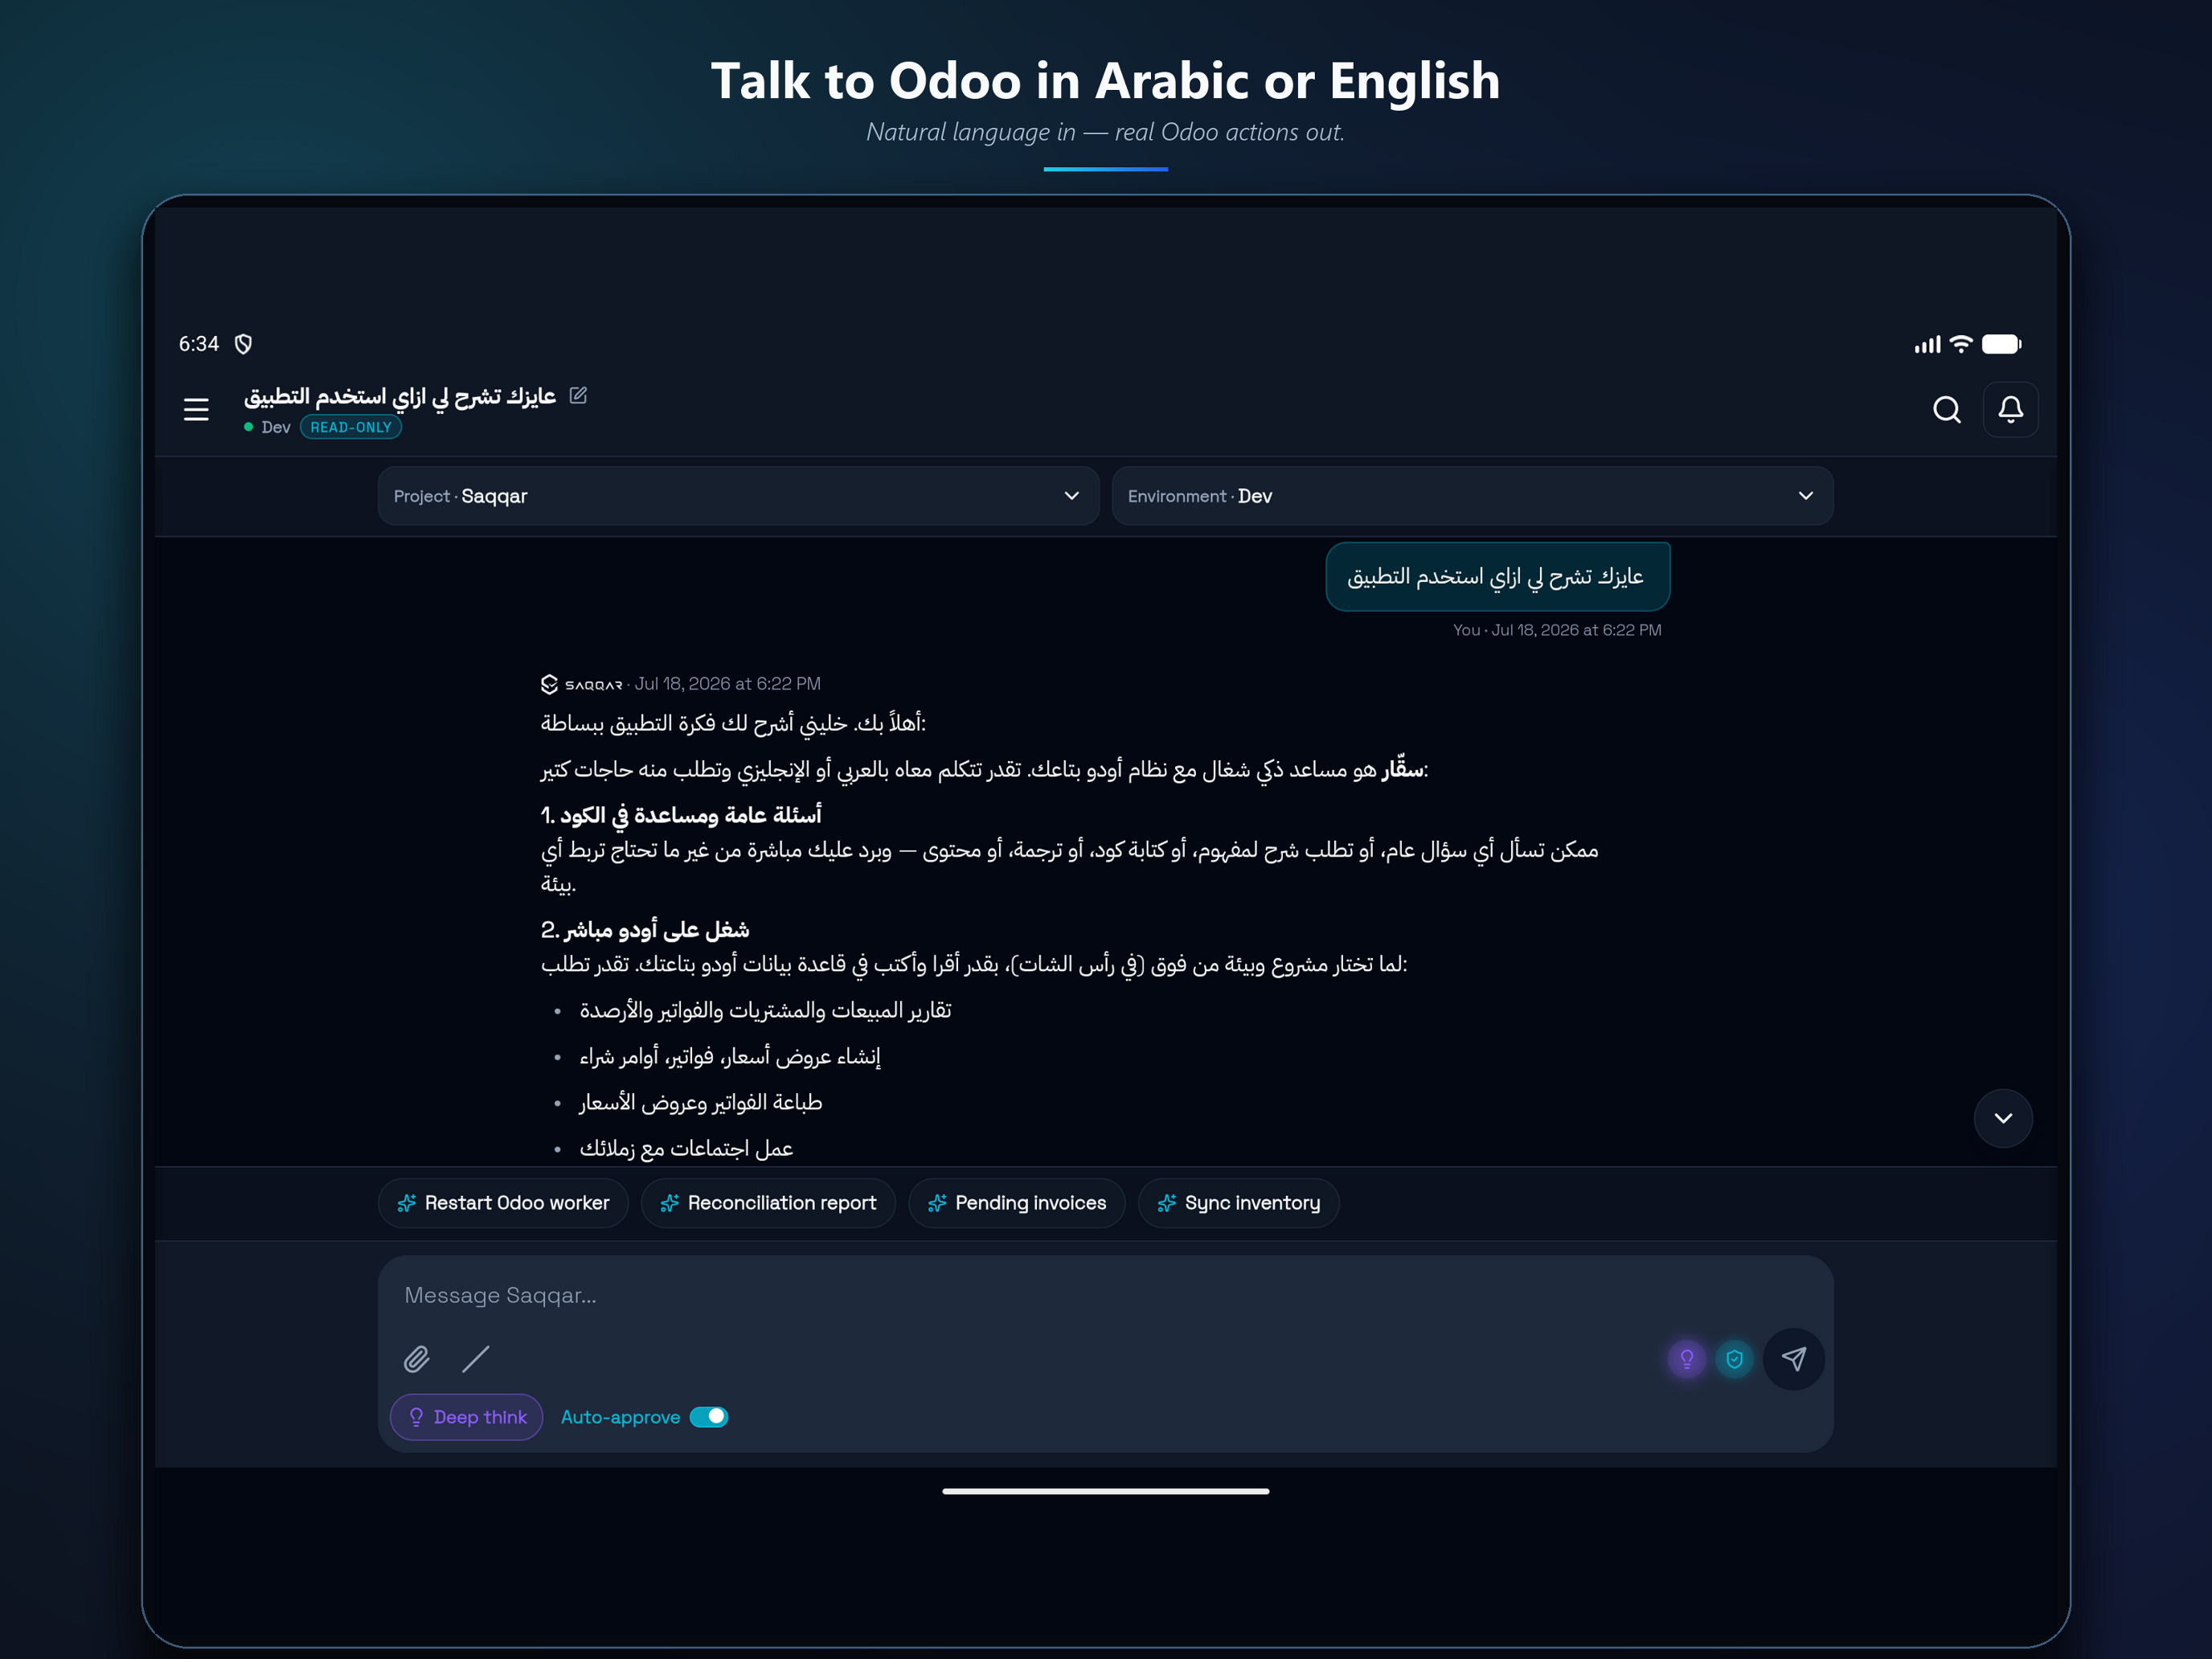 Talk to Odoo in Arabic or English
Natural language in — real Odoo actions out.
6:34
عايزك تشرح لي ازاي استخدم التطبيق
Dev READ-ONLY
Project · Saqqar
Environment · Dev
عايزك تشرح لي ازاي استخدم التطبيق
You · Jul 18, 2026 at 6:22 PM
SAQQAR · Jul 18, 2026 at 6:22 PM
أهلاً بك. خليني أشرح لك فكرة التطبيق ببساطة:
سقّار هو مساعد ذكي شغال مع نظام أودو بتاعك. تقدر تتكلم معاه بالعربي أو الإنجليزي وتطلب منه حاجات كتير:
1. أسئلة عامة ومساعدة في الكود
ممكن تسأل أي سؤال عام، أو تطلب شرح لمفهوم، أو كتابة كود، أو ترجمة، أو محتوى — وبرد عليك مباشرة من غير ما تحتاج تربط أي
بيئة.
2. شغل على أودو مباشر
لما تختار مشروع وبيئة من فوق (في رأس الشات)، بقدر أقرا وأكتب في قاعدة بيانات أودو بتاعتك. تقدر تطلب:
• تقارير المبيعات والمشتريات والفواتير والأرصدة
• إنشاء عروض أسعار، فواتير، أوامر شراء
• طباعة الفواتير وعروض الأسعار
• عمل اجتماعات مع زملائك
Restart Odoo worker
Reconciliation report
Pending invoices
Sync inventory
Message Saqqar...
Deep think
Auto-approve